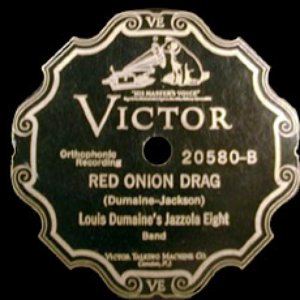 VE
"HIS MASTER'S VOICE"
VICTOR
Orthophonic
Recording
20580-B
RED ONION DRAG
(Dumaine-Jackson)
Louis Dumaine's Jazzola Eight
Band
VICTOR TALKING MACHINE CO.
Camden, N.J.
VE